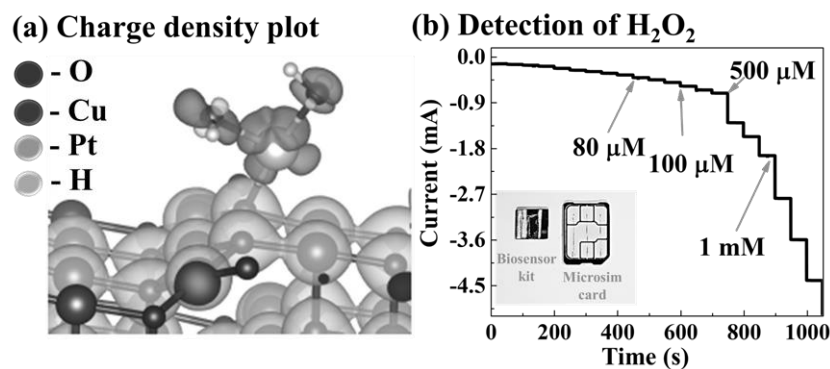 (a) Charge density plot
- O
- Cu
- Pt
- H
(b) Detection of H₂O₂
Current (mA)
0.0
-0.9
-1.8
-2.7
-3.6
-4.5
500 μM
80 μM
100 μM
1 mM
Biosensor
kit
Microsim
card
0 200 400 600 800 1000
Time (s)